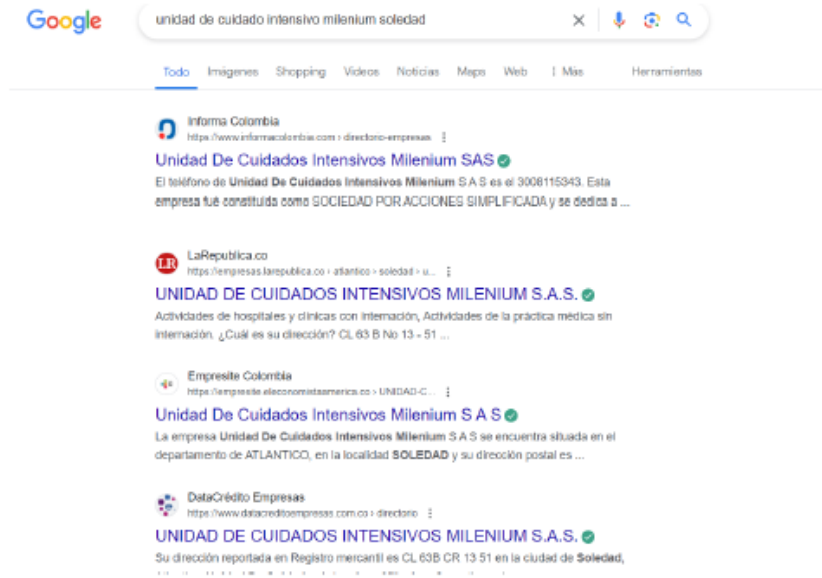 Google
unidad de cuidado intensivo milenium soledad
Todo Imágenes Shopping Videos Noticias Maps Web Más Herramientas
Informa Colombia
https://www.informacolombia.com › directorio-empresas
Unidad De Cuidados Intensivos Milenium SAS
El teléfono de Unidad De Cuidados Intensivos Milenium S A S es el 3008115343. Esta
empresa fué constituida como SOCIEDAD POR ACCIONES SIMPLIFICADA y se dedica a ...
LR LaRepublica.co
https://empresas.larepublica.co › atlantico › soledad › u...
UNIDAD DE CUIDADOS INTENSIVOS MILENIUM S.A.S.
Actividades de hospitales y clínicas con internación, Actividades de la práctica médica sin
internación. ¿Cuál es su dirección? CL 63 B No 13 - 51 ...
Empresite Colombia
https://empresite.eleconomistaamerica.co › UNIDAD-C...
Unidad De Cuidados Intensivos Milenium S A S
La empresa Unidad De Cuidados Intensivos Milenium S A S se encuentra situada en el
departamento de ATLANTICO, en la localidad SOLEDAD y su dirección postal es ...
DataCrédito Empresas
https://www.datacreditoempresas.com.co › directorio
UNIDAD DE CUIDADOS INTENSIVOS MILENIUM S.A.S.
Su dirección reportada en Registro mercantil es CL 63B CR 13 51 en la ciudad de Soledad,